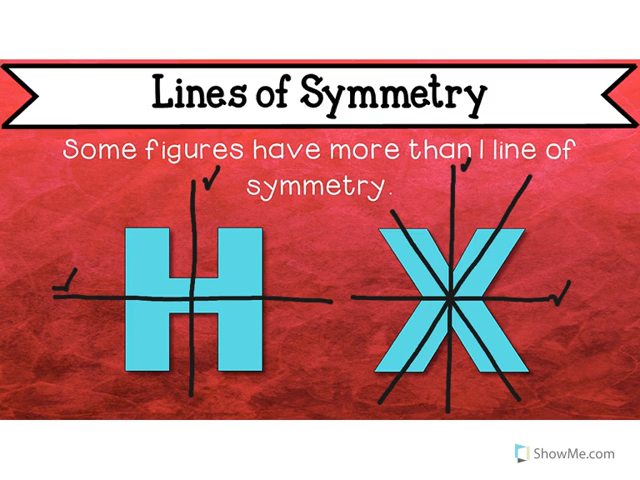 Lines of Symmetry
Some figures have more than 1 line of
symmetry.
H X
ShowMe.com